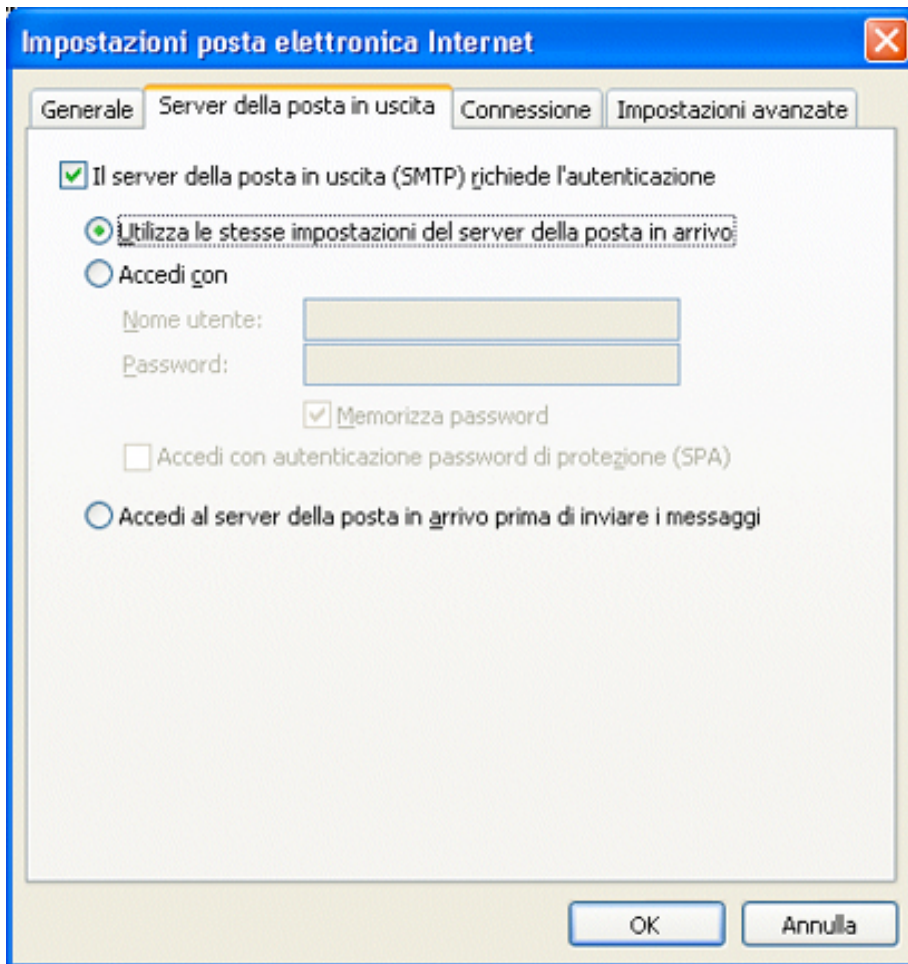 Impostazioni posta elettronica Internet
Generale Server della posta in uscita Connessione Impostazioni avanzate
Il server della posta in uscita (SMTP) richiede l'autenticazione
Utilizza le stesse impostazioni del server della posta in arrivo
Accedi con
Nome utente:
Password:
Memorizza password
Accedi con autenticazione password di protezione (SPA)
Accedi al server della posta in arrivo prima di inviare i messaggi
OK Annulla